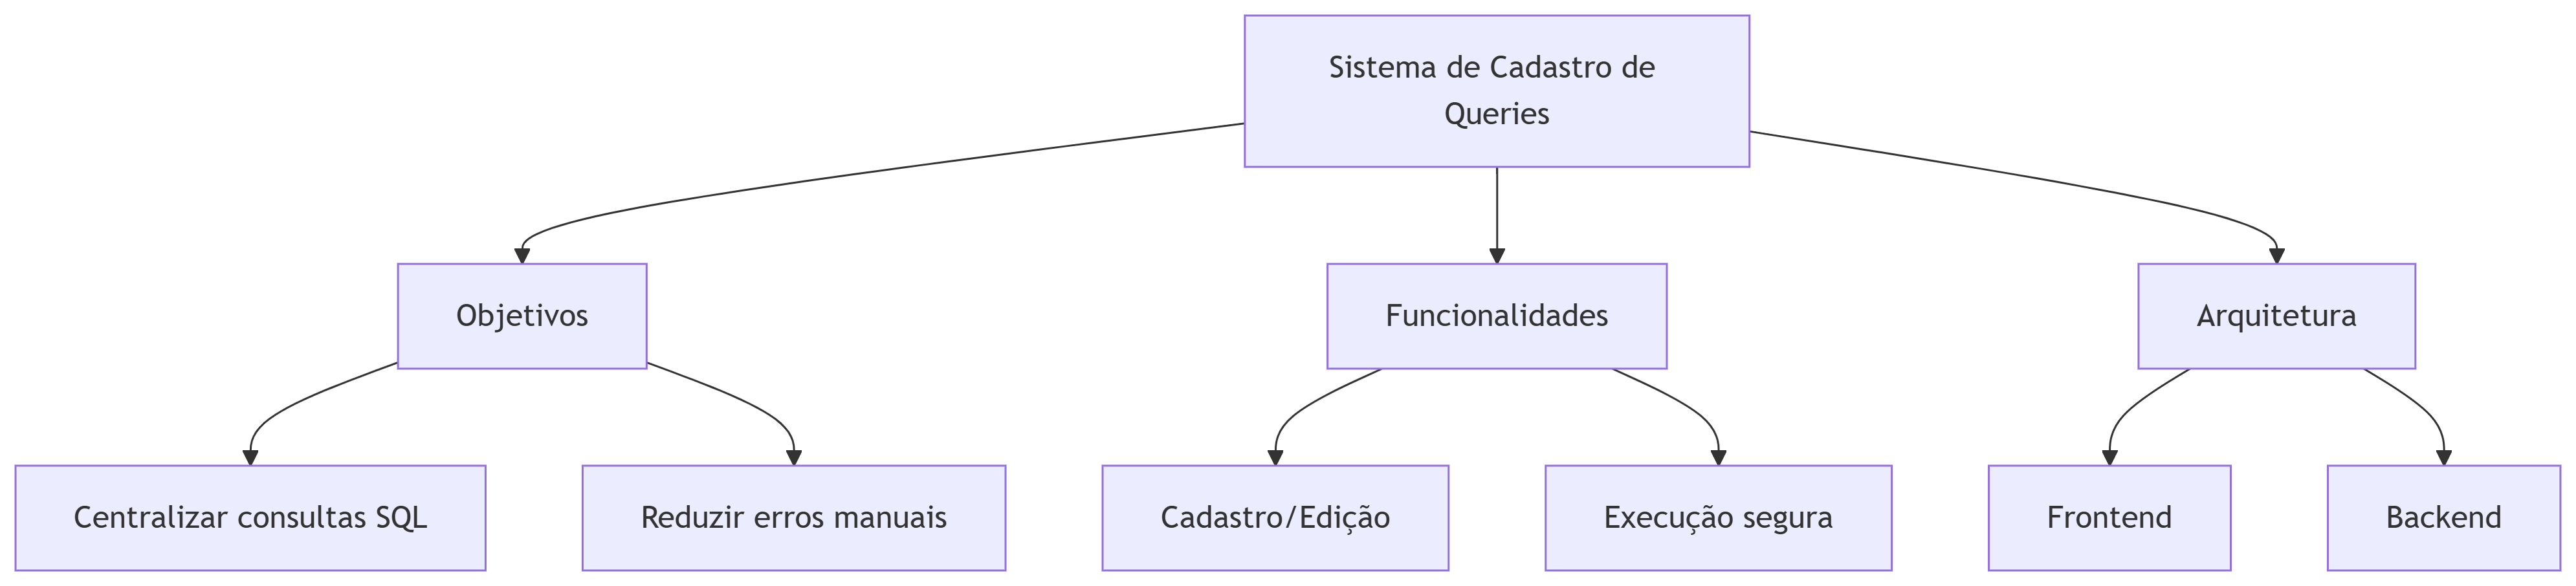 Sistema de Cadastro de
Queries
Objetivos
Funcionalidades
Arquitetura
Centralizar consultas SQL
Reduzir erros manuais
Cadastro/Edição
Execução segura
Frontend
Backend